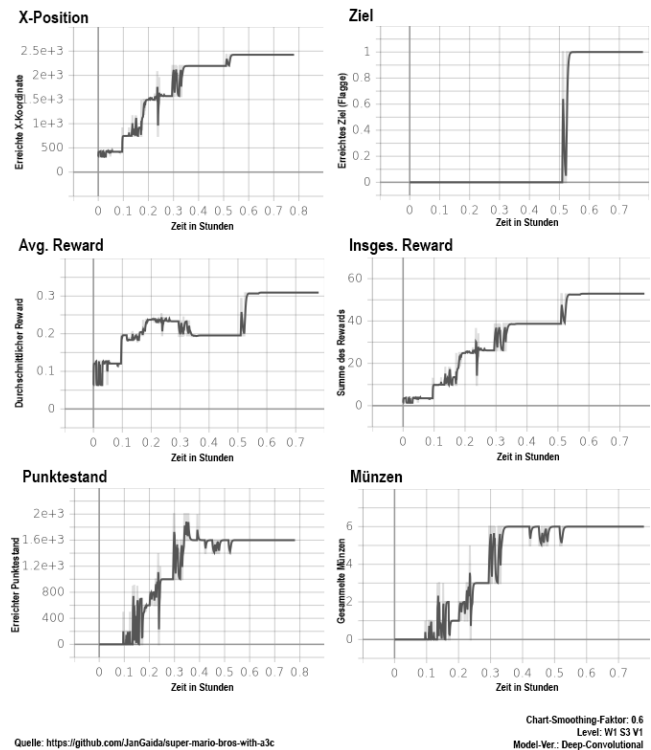 X-Position
Erreichte X-Koordinate
2.5e+3
2e+3
1.5e+3
1e+3
500
0
0 0.1 0.2 0.3 0.4 0.5 0.6 0.7 0.8
Zeit in Stunden
Ziel
Erreichtes Ziel (Flagge)
1
0.8
0.6
0.4
0.2
0
0 0.1 0.2 0.3 0.4 0.5 0.6 0.7
Zeit in Stunden
Avg. Reward
Durchschnittlicher Reward
0.3
0.2
0.1
0
0 0.1 0.2 0.3 0.4 0.5 0.6 0.7
Zeit in Stunden
Insges. Reward
Summe des Rewards
60
40
20
0
0 0.1 0.2 0.3 0.4 0.5 0.6 0.7
Zeit in Stunden
Punktestand
Erreichter Punktestand
2e+3
1.6e+3
1.2e+3
800
400
0
0 0.1 0.2 0.3 0.4 0.5 0.6 0.7 0.8
Zeit in Stunden
Münzen
Gesammelte Münzen
6
4
2
0
0 0.1 0.2 0.3 0.4 0.5 0.6 0.7
Zeit in Stunden
Quelle: https://github.com/JanGaida/super-mario-bros-with-a3c
Chart-Smoothing-Faktor: 0.6
Level: W1 S3 V1
Model-Ver.: Deep-Convolutional